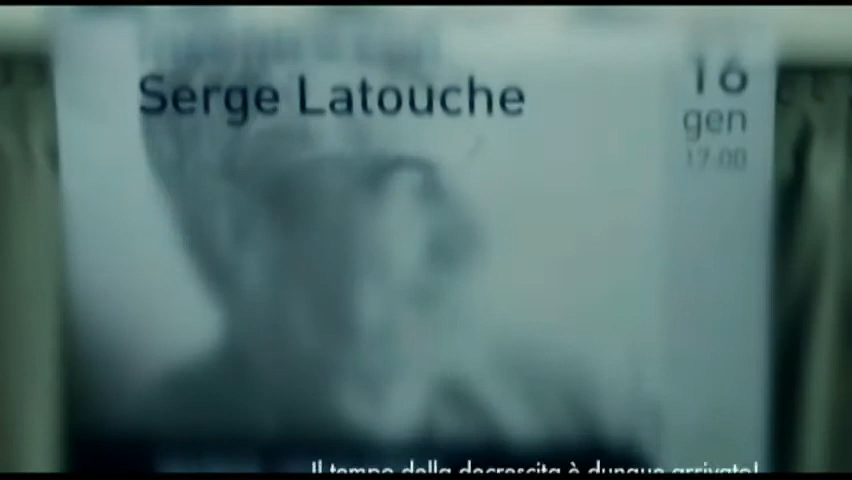 Serge Latouche
16
gen
17:00
Il tempo della decrescita è dunque arrivato!